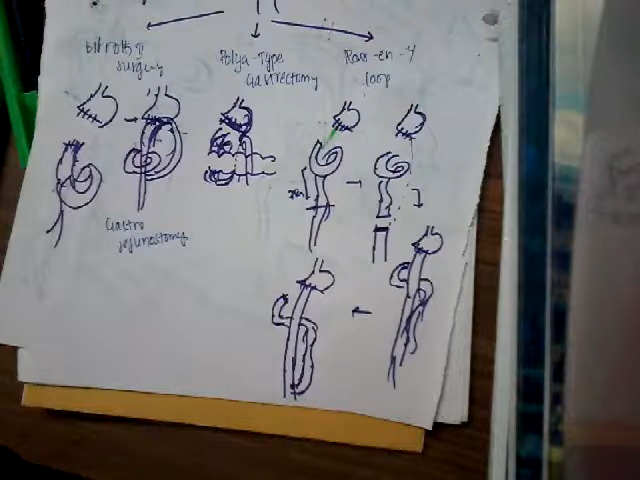 Billroth II
surgery
Polya-Type
Gastrectomy
Roux-en-Y
loop
Gastro
jejunostomy